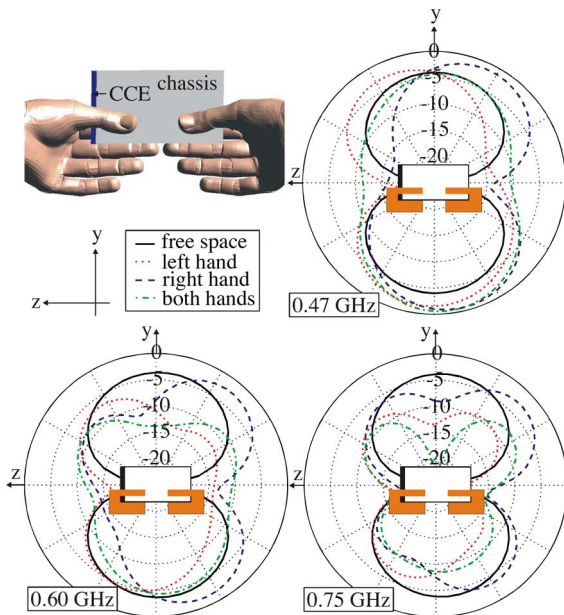 chassis
CCE
y
z
free space
left hand
right hand
both hands
y
0
-5
-10
-15
-20
z
0.47 GHz
y
0
-5
-10
-15
-20
z
0.60 GHz
y
0
-5
-10
-15
-20
z
0.75 GHz